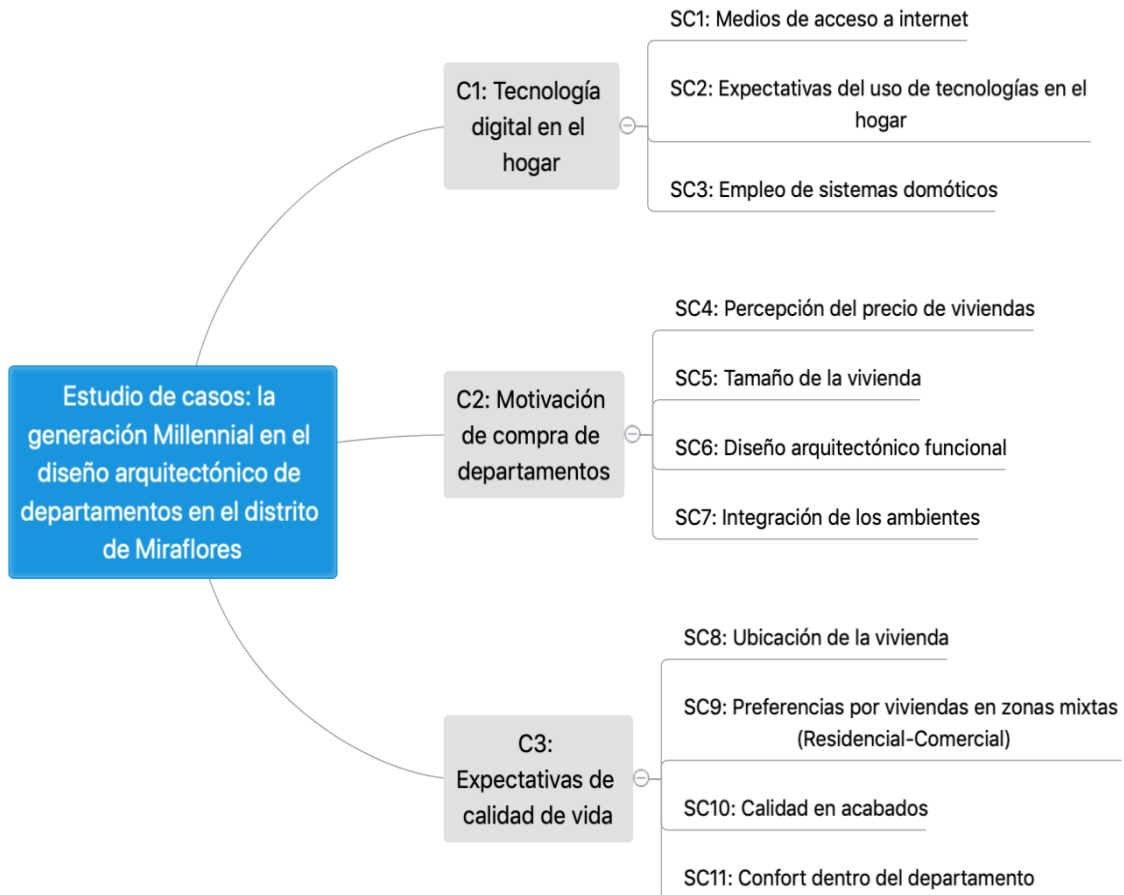 Estudio de casos: la
generación Millennial en el
diseño arquitectónico de
departamentos en el distrito
de Miraflores
C1: Tecnología
digital en el
hogar
SC1: Medios de acceso a internet
SC2: Expectativas del uso de tecnologías en el
hogar
SC3: Empleo de sistemas domóticos
C2: Motivación
de compra de
departamentos
SC4: Percepción del precio de viviendas
SC5: Tamaño de la vivienda
SC6: Diseño arquitectónico funcional
SC7: Integración de los ambientes
C3:
Expectativas de
calidad de vida
SC8: Ubicación de la vivienda
SC9: Preferencias por viviendas en zonas mixtas
(Residencial-Comercial)
SC10: Calidad en acabados
SC11: Confort dentro del departamento